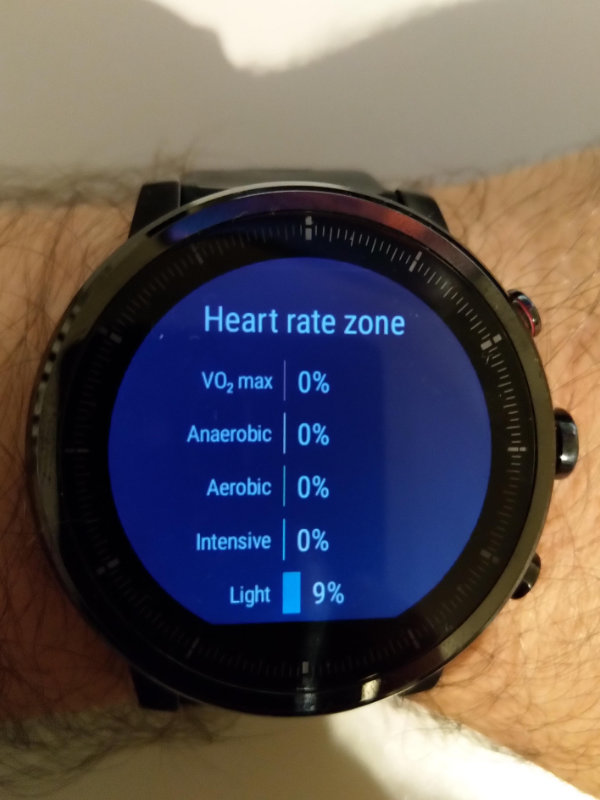 Heart rate zone
VO₂ max 0%
Anaerobic 0%
Aerobic 0%
Intensive 0%
Light 9%